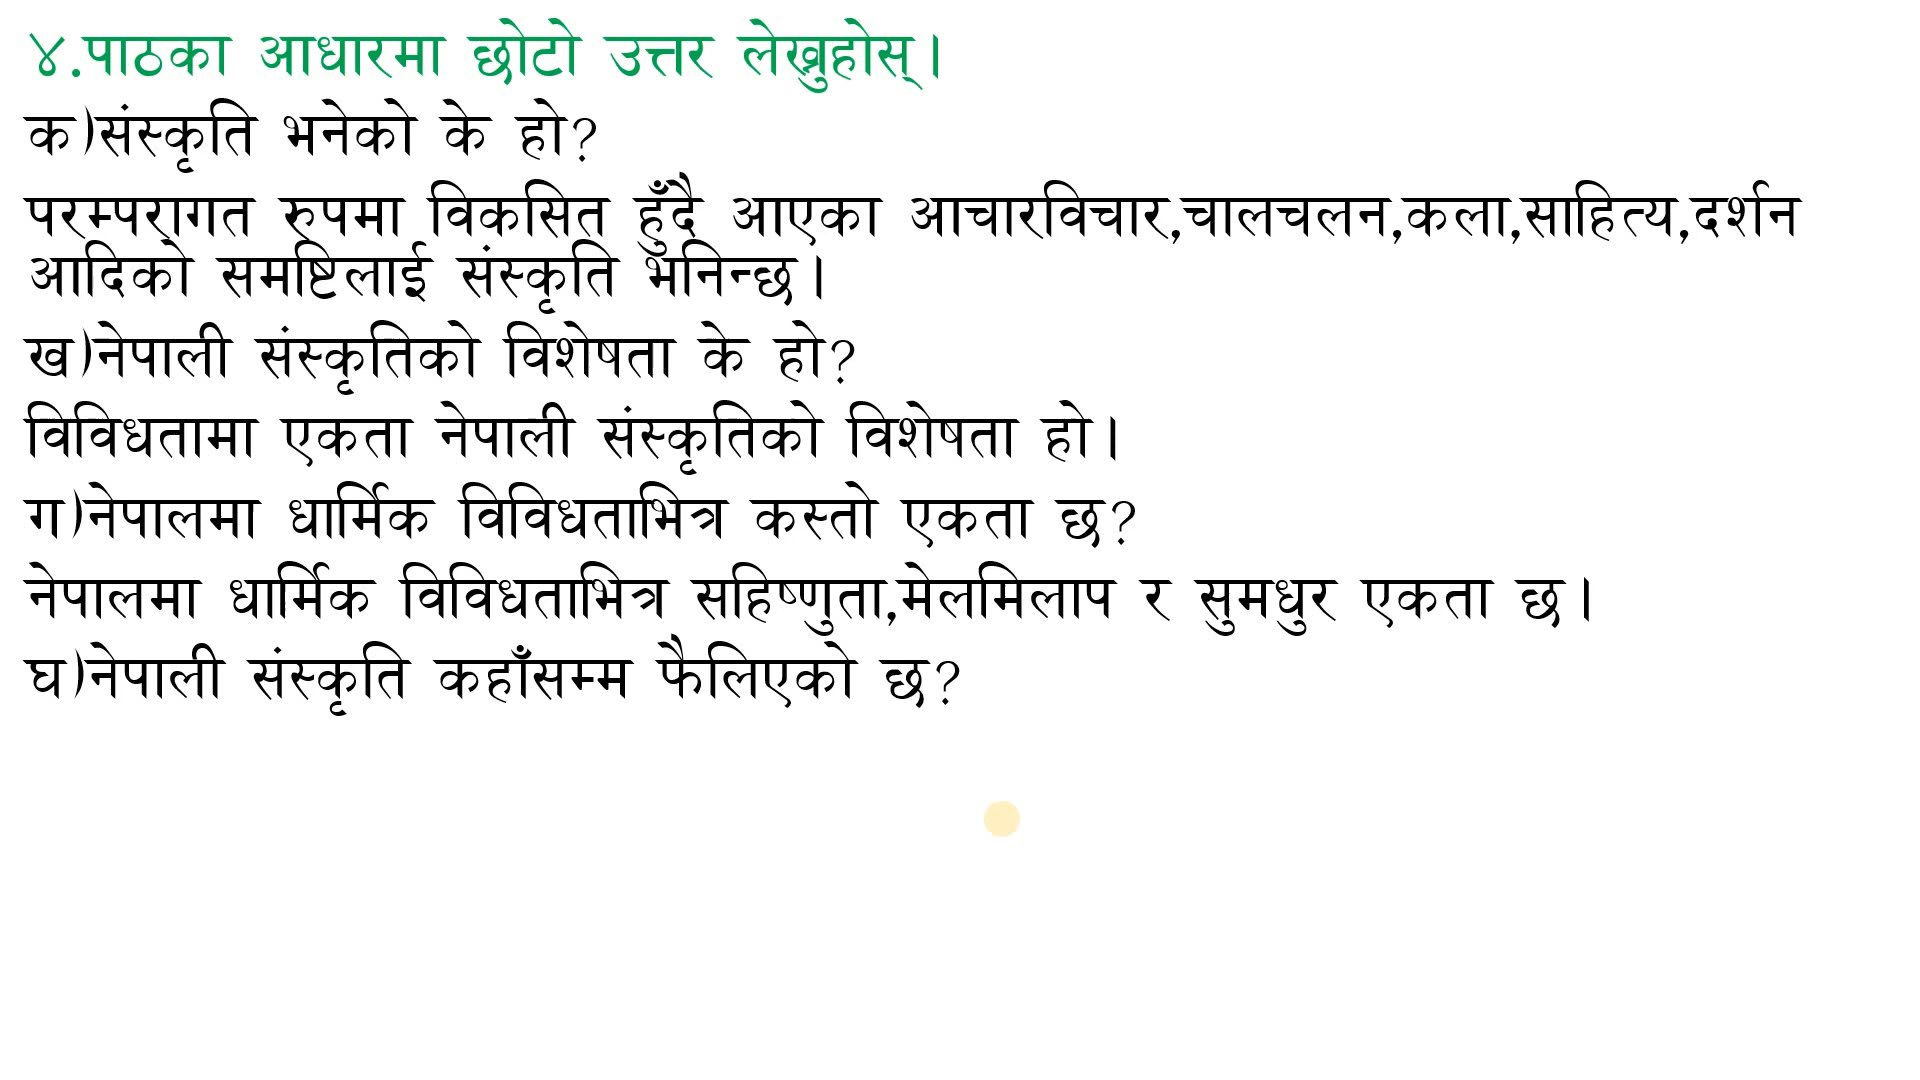 ४.पाठका आधारमा छोटो उत्तर लेख्नुहोस्।
क)संस्कृति भनेको के हो?
परम्परागत रुपमा विकसित हुँदै आएका आचारविचार,चालचलन,कला,साहित्य,दर्शन
आदिको समष्टिलाई संस्कृति भनिन्छ।
ख)नेपाली संस्कृतिको विशेषता के हो?
विविधतामा एकता नेपाली संस्कृतिको विशेषता हो।
ग)नेपालमा धार्मिक विविधताभित्र कस्तो एकता छ?
नेपालमा धार्मिक विविधताभित्र सहिष्णुता,मेलमिलाप र सुमधुर एकता छ।
घ)नेपाली संस्कृति कहाँसम्म फैलिएको छ?